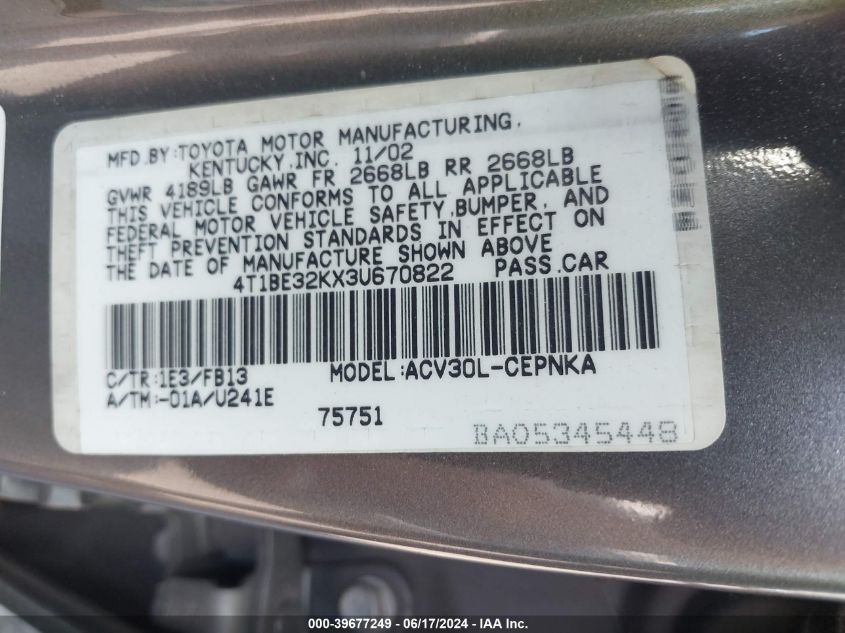 MFD.BY:TOYOTA MOTOR MANUFACTURING,
KENTUCKY,INC. 11/02
GVWR 4189LB GAWR FR 2668LB RR 2668LB
THIS VEHICLE CONFORMS TO ALL APPLICABLE
FEDERAL MOTOR VEHICLE SAFETY,BUMPER, AND
THEFT PREVENTION STANDARDS IN EFFECT ON
THE DATE OF MANUFACTURE SHOWN ABOVE
4T1BE32KX3U670822 PASS.CAR
C/TR:1E3/FB13 MODEL:ACV30L-CEPNKA
A/TM:-01A/U241E
75751
BA05345448
000-39677249 - 06/17/2024 - IAAI.COM